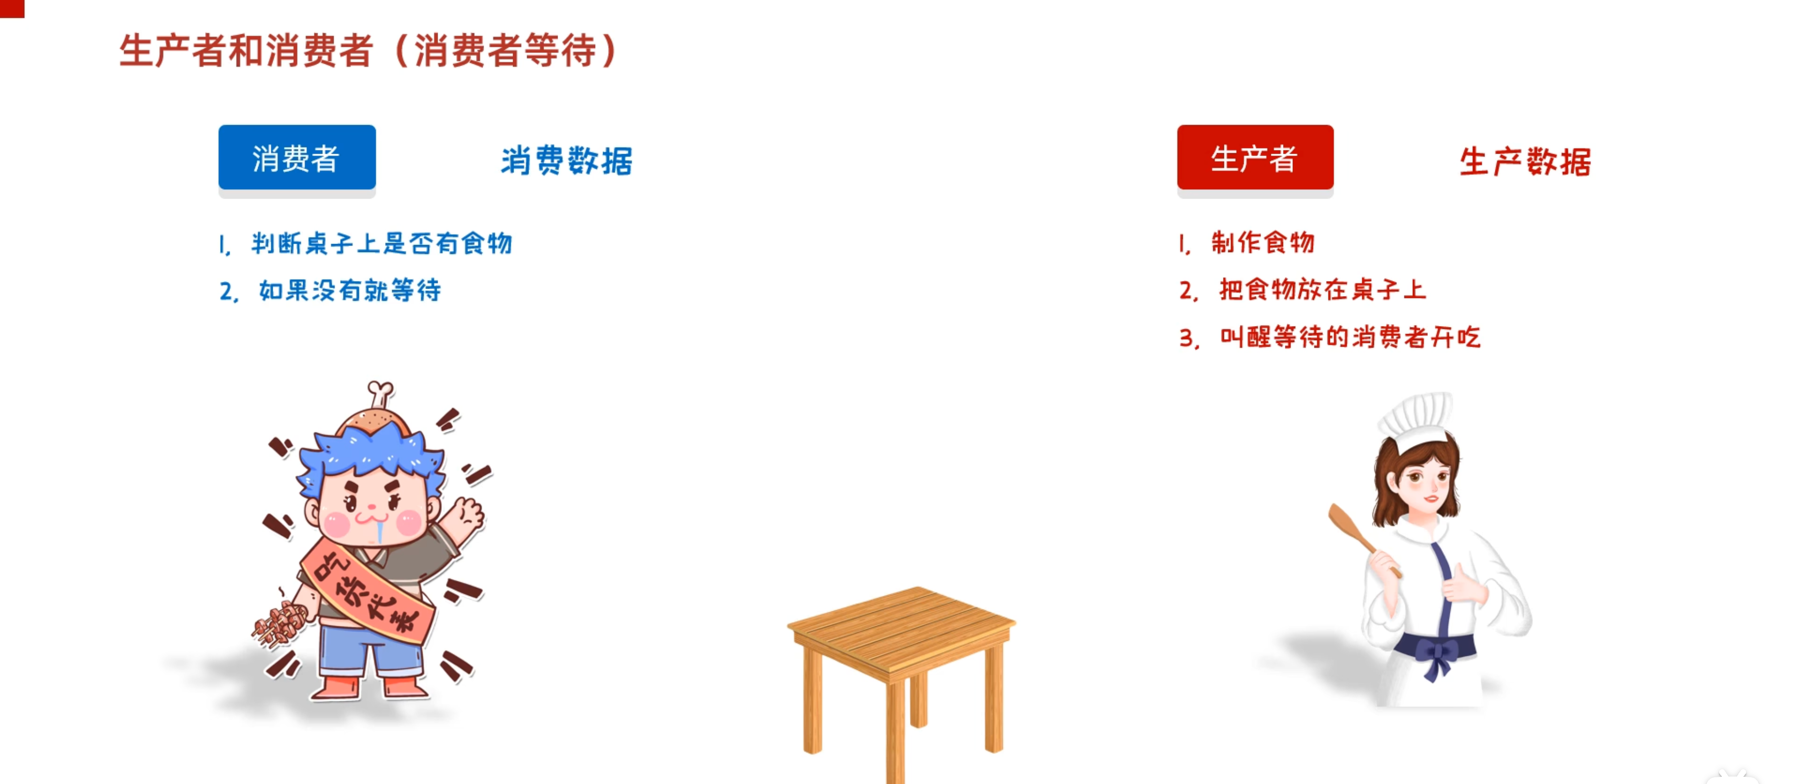 生产者和消费者（消费者等待）
消费者
消费数据
1, 判断桌子上是否有食物
2, 如果没有就等待
生产者
生产数据
1, 制作食物
2, 把食物放在桌子上
3, 叫醒等待的消费者开吃
吃货代表